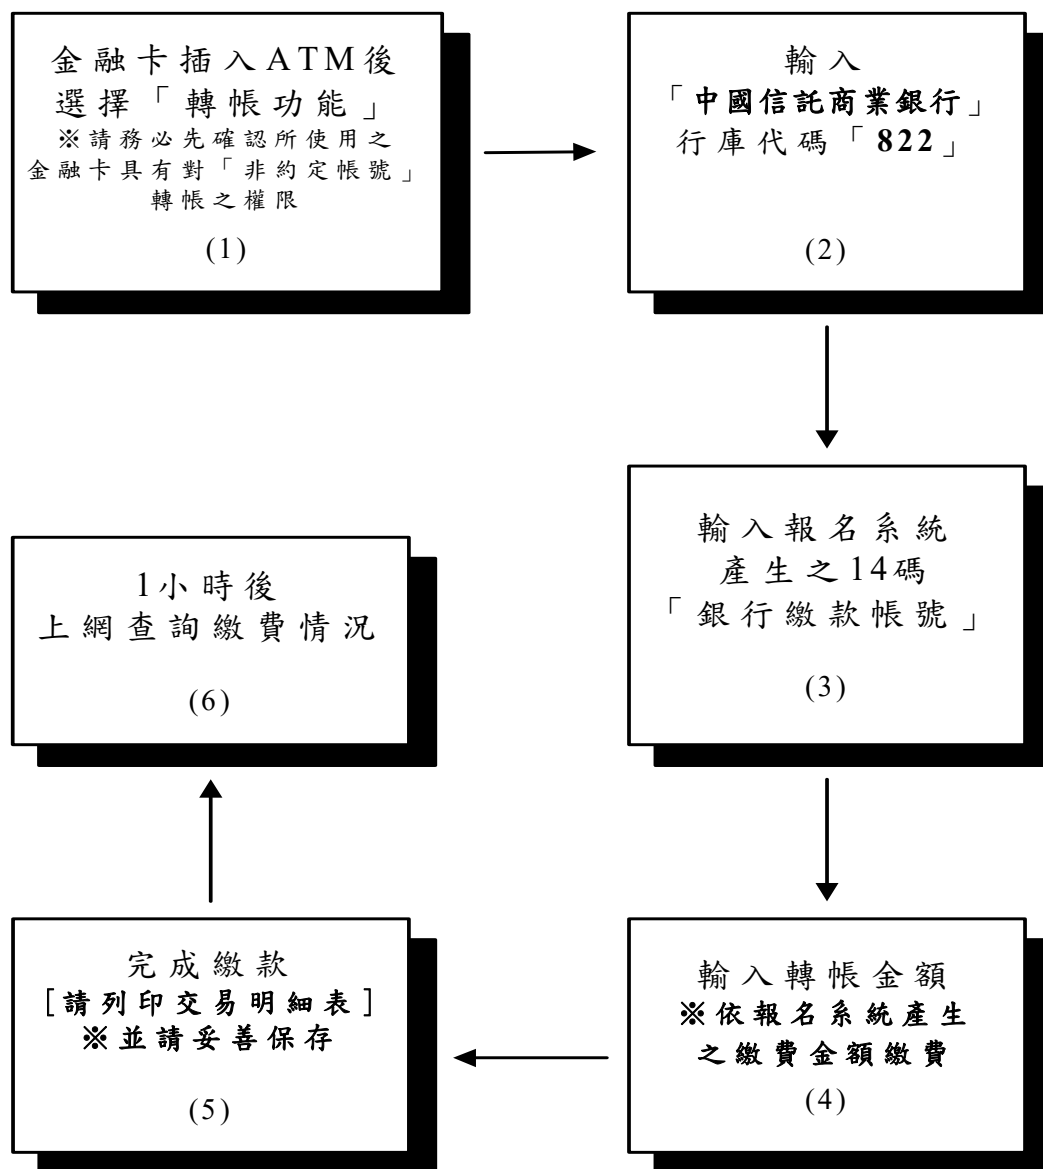 金融卡插入ATM後
選擇「轉帳功能」
※請務必先確認所使用之
金融卡具有對「非約定帳號」
轉帳之權限
(1)
輸入
「中國信託商業銀行」
行庫代碼「822」
(2)
輸入報名系統
產生之14碼
「銀行繳款帳號」
(3)
輸入轉帳金額
※依報名系統產生
之繳費金額繳費
(4)
完成繳款
[請列印交易明細表]
※並請妥善保存
(5)
1小時後
上網查詢繳費情況
(6)